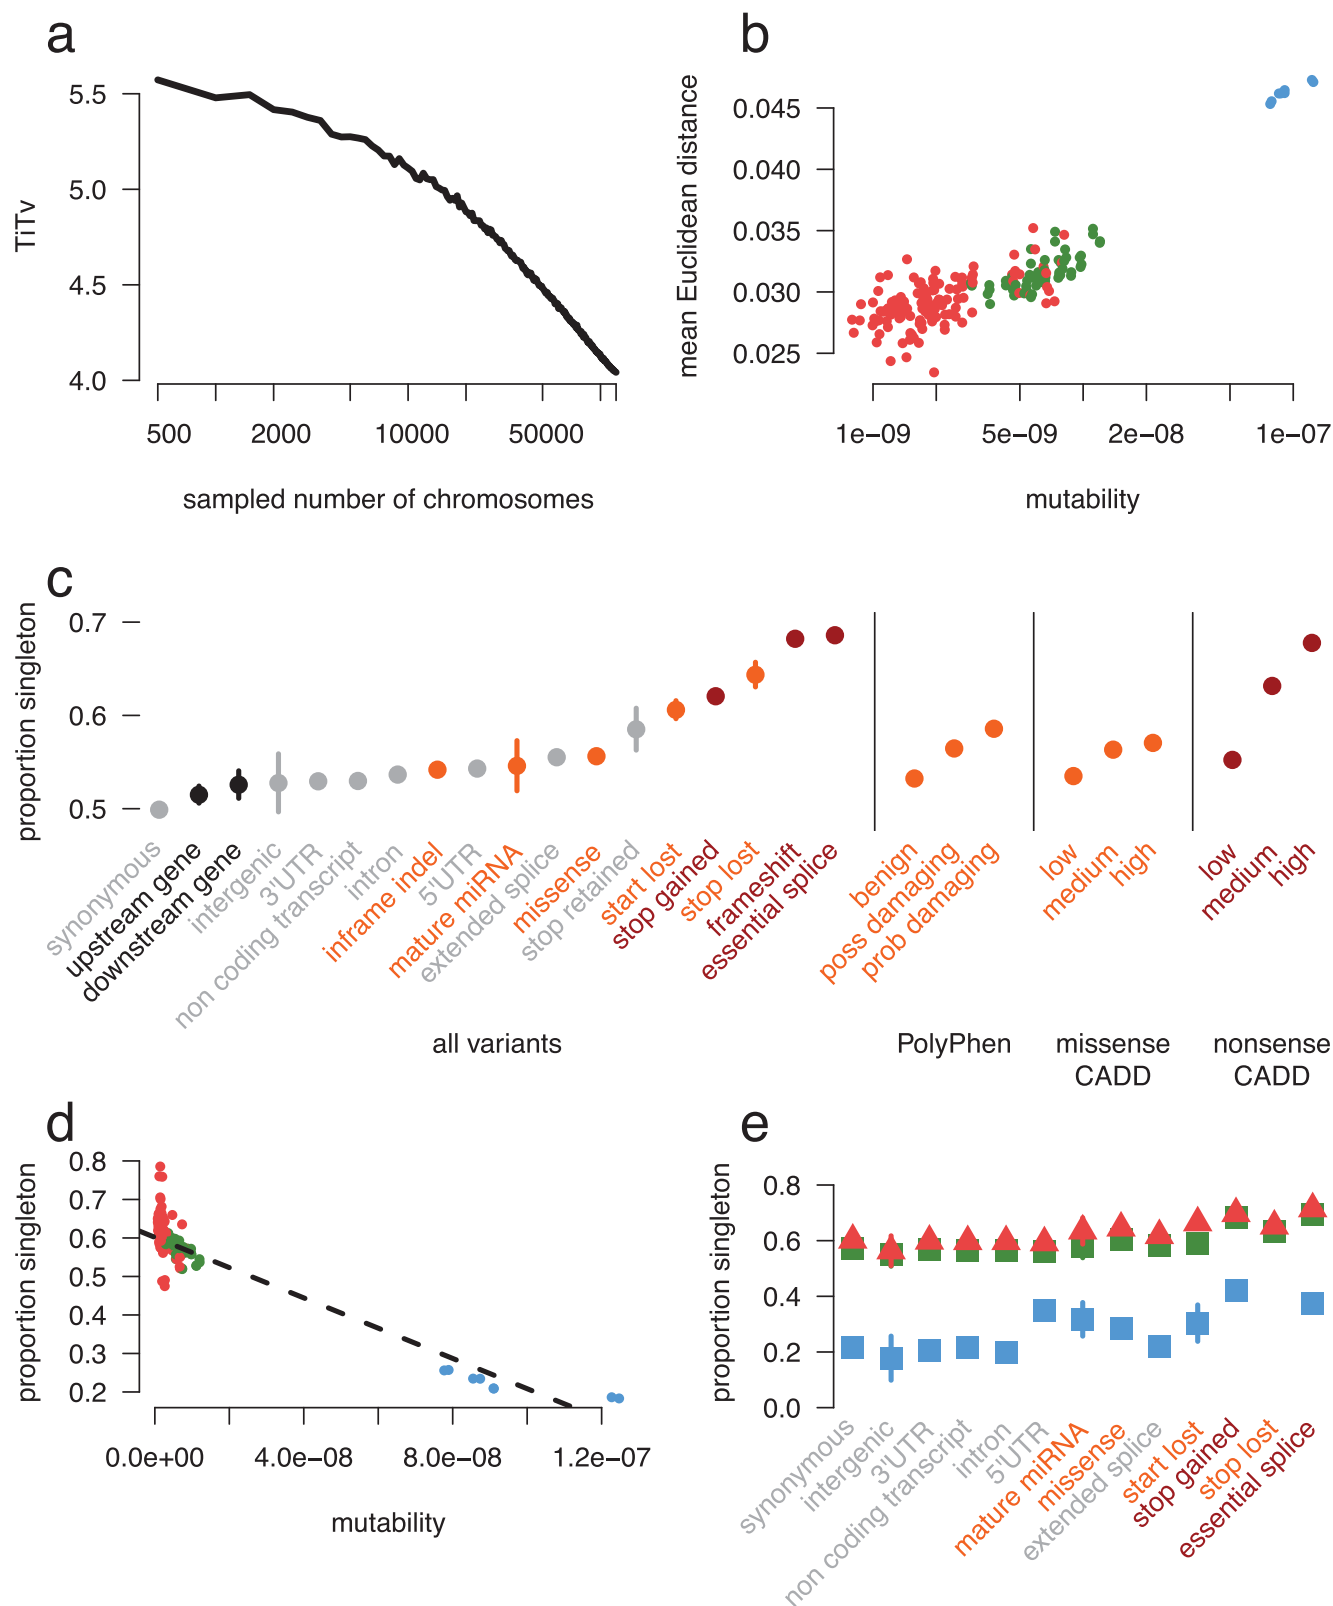 a
TiTv
5.5
5.0
4.5
4.0
500
2000
10000
50000
sampled number of chromosomes
b
mean Euclidean distance
0.045
0.040
0.035
0.030
0.025
1e−09
5e−09
2e−08
1e−07
mutability
c
proportion singleton
0.7
0.6
0.5
synonymous
upstream gene
downstream gene
intergenic
3'UTR
non coding transcript
intron
inframe indel
5'UTR
mature miRNA
extended splice
missense
stop retained
start lost
stop gained
stop lost
frameshift
essential splice
benign
poss damaging
prob damaging
low
medium
high
low
medium
high
all variants
PolyPhen
missense
CADD
nonsense
CADD
d
proportion singleton
0.8
0.7
0.6
0.5
0.4
0.3
0.2
0.0e+00
4.0e−08
8.0e−08
1.2e−07
mutability
e
proportion singleton
0.8
0.6
0.4
0.2
0.0
synonymous
intergenic
3'UTR
non coding transcript
intron
5'UTR
mature miRNA
missense
extended splice
start lost
stop gained
stop lost
essential splice